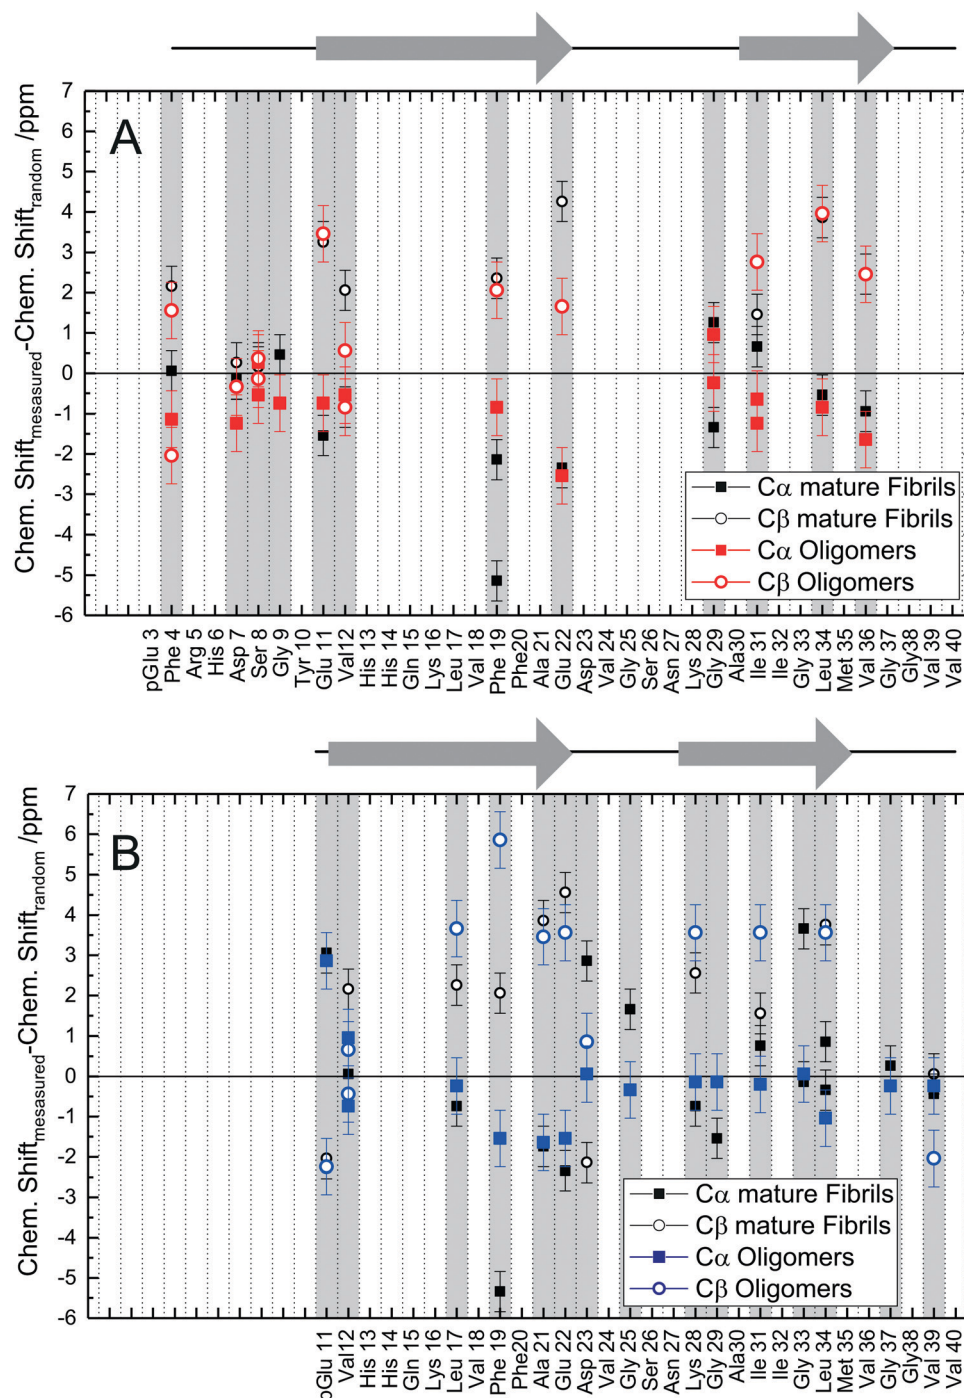 A
Chem. Shift mesasured-Chem. Shift random /ppm
7
6
5
4
3
2
1
0
-1
-2
-3
-4
-5
-6
Cα mature Fibrils
Cβ mature Fibrils
Cα Oligomers
Cβ Oligomers
pGlu 3
Phe 4
Arg 5
His 6
Asp 7
Ser 8
Gly 9
Tyr 10
Glu 11
Val12
His 13
His 14
Gln 15
Lys 16
Leu 17
Val 18
Phe 19
Phe20
Ala 21
Glu 22
Asp 23
Val 24
Gly 25
Ser 26
Asn 27
Lys 28
Gly 29
Ala30
Ile 31
Ile 32
Gly 33
Leu 34
Met 35
Val 36
Gly 37
Gly38
Val 39
Val 40
B
Chem. Shift mesasured-Chem. Shift random /ppm
7
6
5
4
3
2
1
0
-1
-2
-3
-4
-5
-6
Cα mature Fibrils
Cβ mature Fibrils
Cα Oligomers
Cβ Oligomers
pGlu 11
Val12
His 13
His 14
Gln 15
Lys 16
Leu 17
Val 18
Phe 19
Phe20
Ala 21
Glu 22
Asp 23
Val 24
Gly 25
Ser 26
Asn 27
Lys 28
Gly 29
Ala30
Ile 31
Ile 32
Gly 33
Leu 34
Met 35
Val 36
Gly 37
Gly38
Val 39
Val 40